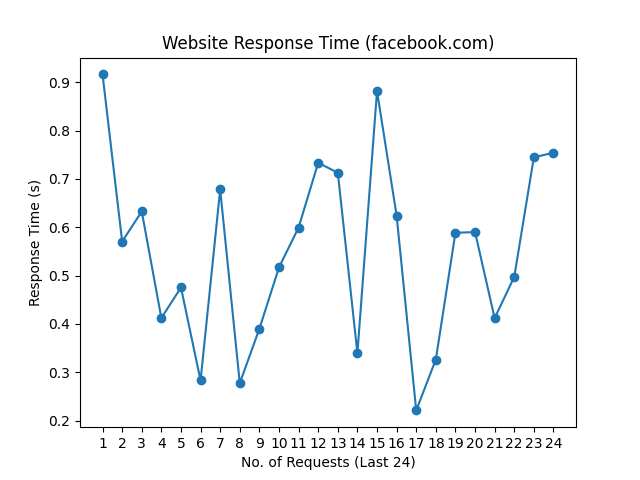 Website Response Time (facebook.com)
Response Time (s)
0.9
0.8
0.7
0.6
0.5
0.4
0.3
0.2
1 2 3 4 5 6 7 8 9 10 11 12 13 14 15 16 17 18 19 20 21 22 23 24
No. of Requests (Last 24)